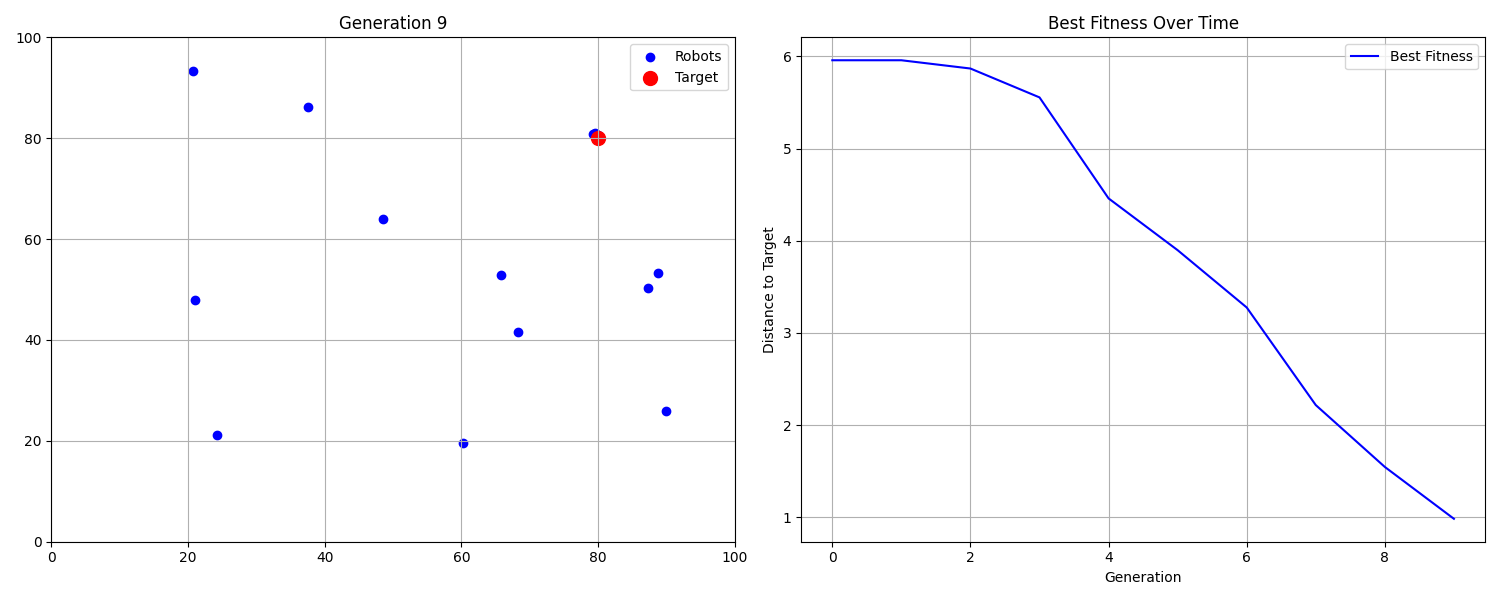 Generation 9
100
80
60
40
20
0
0 20 40 60 80 100
Robots
Target
Best Fitness Over Time
Distance to Target
6
5
4
3
2
1
0 2 4 6 8
Generation
Best Fitness